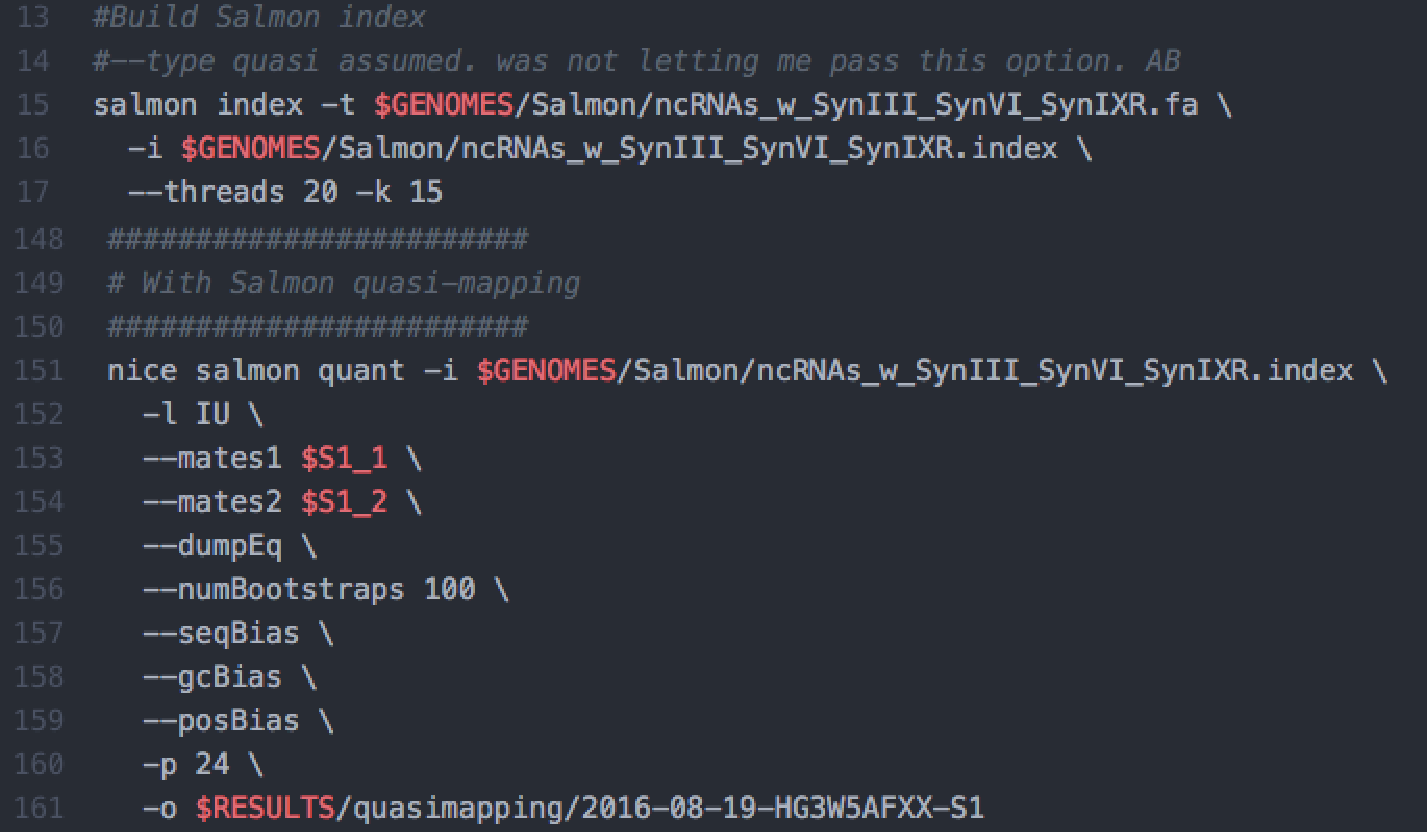 13 #Build Salmon index
14 #--type quasi assumed. was not letting me pass this option. AB
15 salmon index -t $GENOMES/Salmon/ncRNAs_w_SynIII_SynVI_SynIXR.fa \
16 -i $GENOMES/Salmon/ncRNAs_w_SynIII_SynVI_SynIXR.index \
17 --threads 20 -k 15
148 ########################
149 # With Salmon quasi-mapping
150 ########################
151 nice salmon quant -i $GENOMES/Salmon/ncRNAs_w_SynIII_SynVI_SynIXR.index \
152 -l IU \
153 --mates1 $S1_1 \
154 --mates2 $S1_2 \
155 --dumpEq \
156 --numBootstraps 100 \
157 --seqBias \
158 --gcBias \
159 --posBias \
160 -p 24 \
161 -o $RESULTS/quasimapping/2016-08-19-HG3W5AFXX-S1